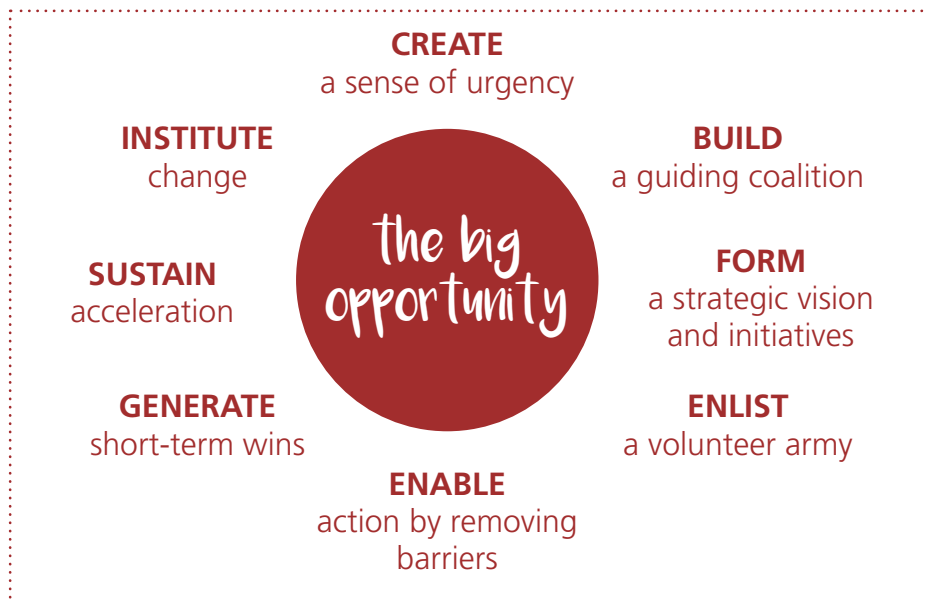 CREATE
a sense of urgency
BUILD
a guiding coalition
FORM
a strategic vision
and initiatives
ENLIST
a volunteer army
ENABLE
action by removing
barriers
GENERATE
short-term wins
SUSTAIN
acceleration
INSTITUTE
change
the big
opportunity